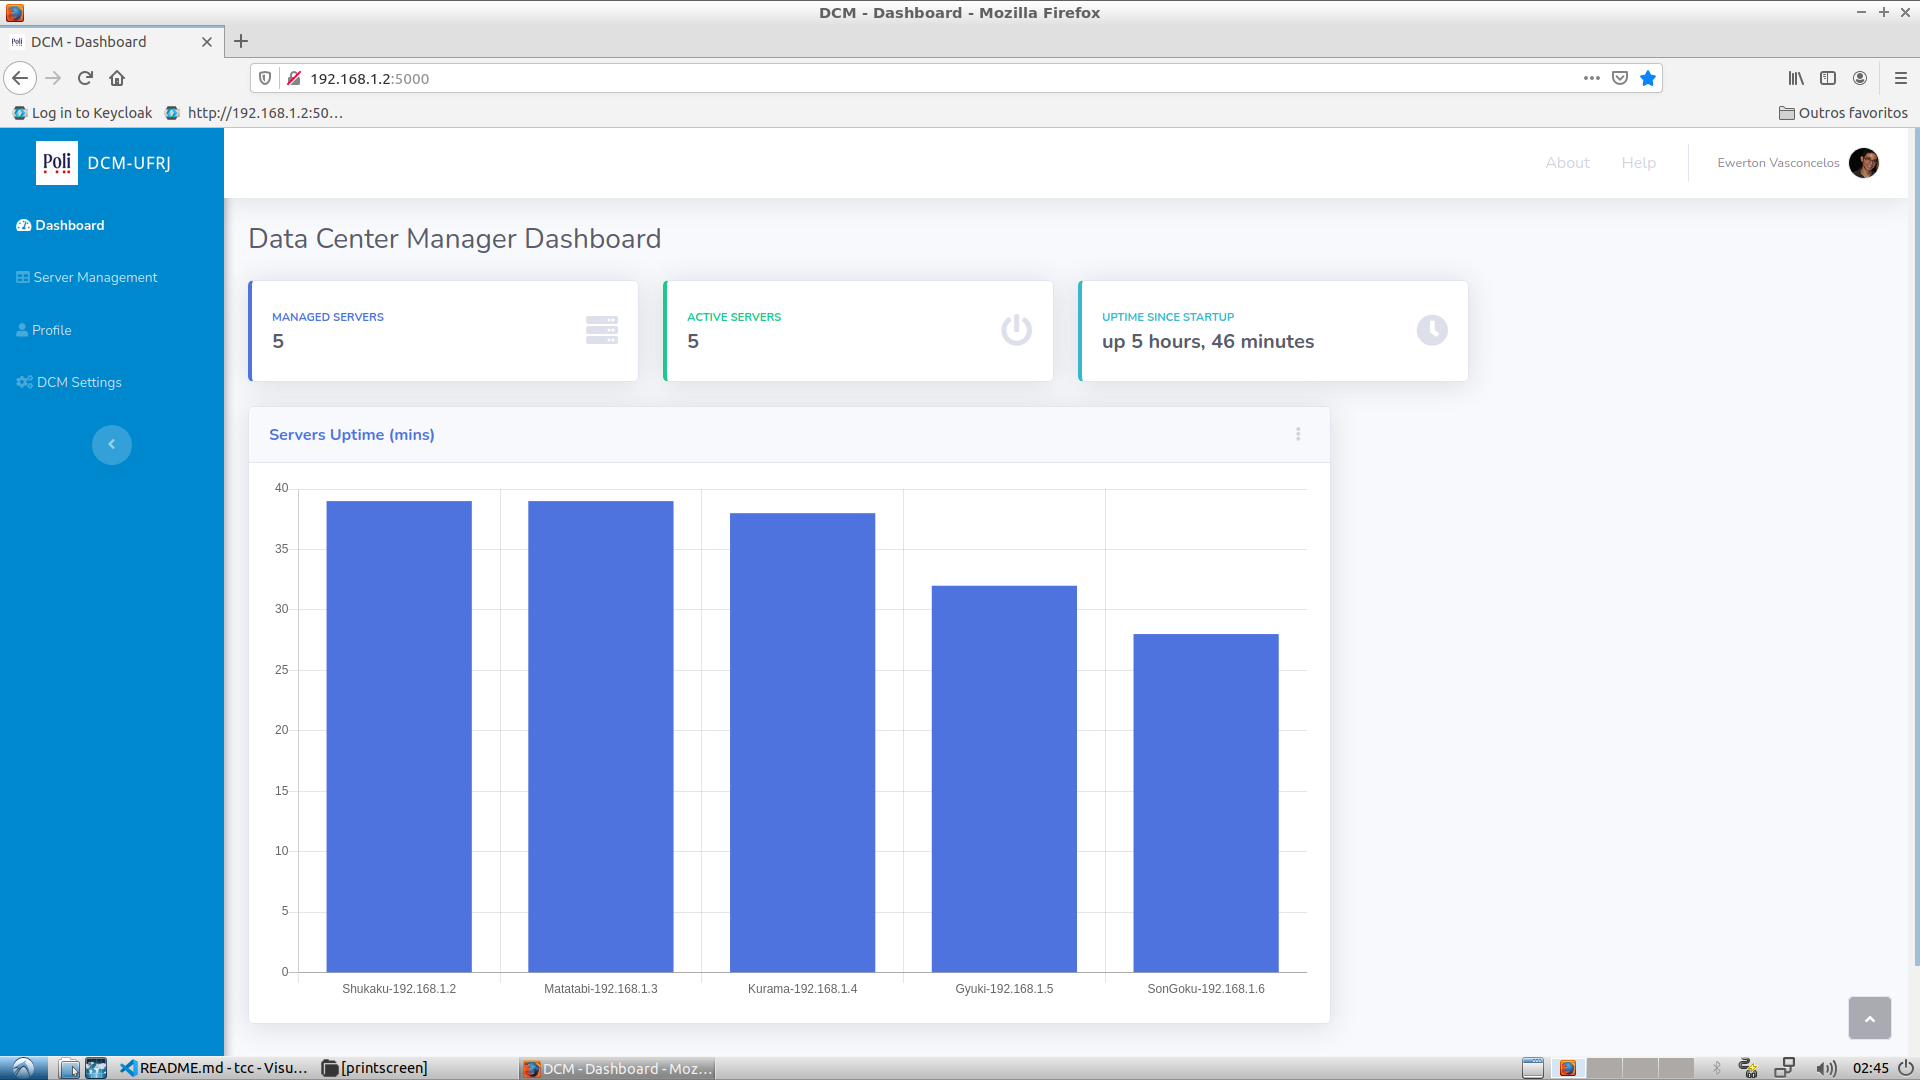 DCM - Dashboard - Mozilla Firefox
Poli DCM - Dashboard
192.168.1.2:5000
Log in to Keycloak http://192.168.1.2:50... Outros favoritos
Poli DCM-UFRJ
About Help Ewerton Vasconcelos
Dashboard
Server Management
Profile
DCM Settings
Data Center Manager Dashboard
MANAGED SERVERS
5
ACTIVE SERVERS
5
UPTIME SINCE STARTUP
up 5 hours, 46 minutes
Servers Uptime (mins)
40
35
30
25
20
15
10
5
0
Shukaku-192.168.1.2 Matatabi-192.168.1.3 Kurama-192.168.1.4 Gyuki-192.168.1.5 SonGoku-192.168.1.6
README.md - tcc - Visu... [printscreen] DCM - Dashboard - Moz... 02:45